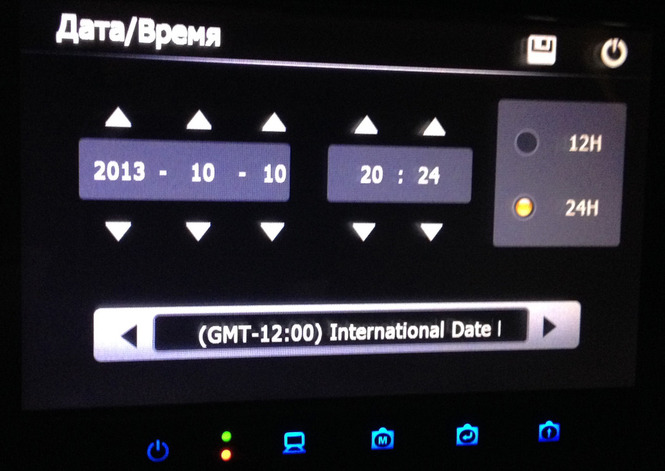 Дата/Время
2013 - 10 - 10
20 : 24
12H
24H
(GMT-12:00) International Date
M